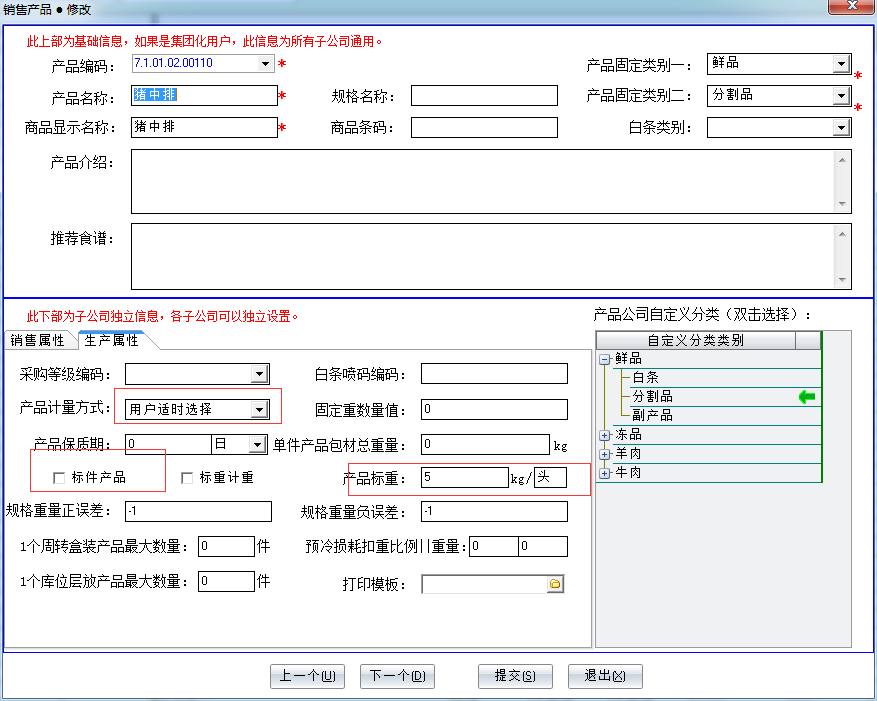 销售产品 ● 修改
此上部为基础信息，如果是集团化用户，此信息为所有子公司通用。
产品编码： 7.1.01.02.00110 * 产品固定类别一： 鲜品 *
产品名称： 猪中排 * 规格名称： 产品固定类别二： 分割品 *
商品显示名称： 猪中排 * 商品条码： 白条类别：
产品介绍：
推荐食谱：
此下部为子公司独立信息，各子公司可以独立设置。
产品公司自定义分类（双击选择）：
销售属性 生产属性
自定义分类类别
鲜品
白条
分割品
副产品
冻品
羊肉
牛肉
采购等级编码： 白条喷码编码：
产品计量方式： 用户适时选择 固定重数量值： 0
产品保质期： 0 日 单件产品包材总重量： 0 kg
标件产品 标重计重 产品标重： 5 kg/ 头
规格重量正误差： -1 规格重量负误差： -1
1个周转盒装产品最大数量： 0 件 预冷损耗扣重比例||重量： 0 0
1个库位层放产品最大数量： 0 件 打印模板：
上一个(U) 下一个(D) 提交(S) 退出(X)